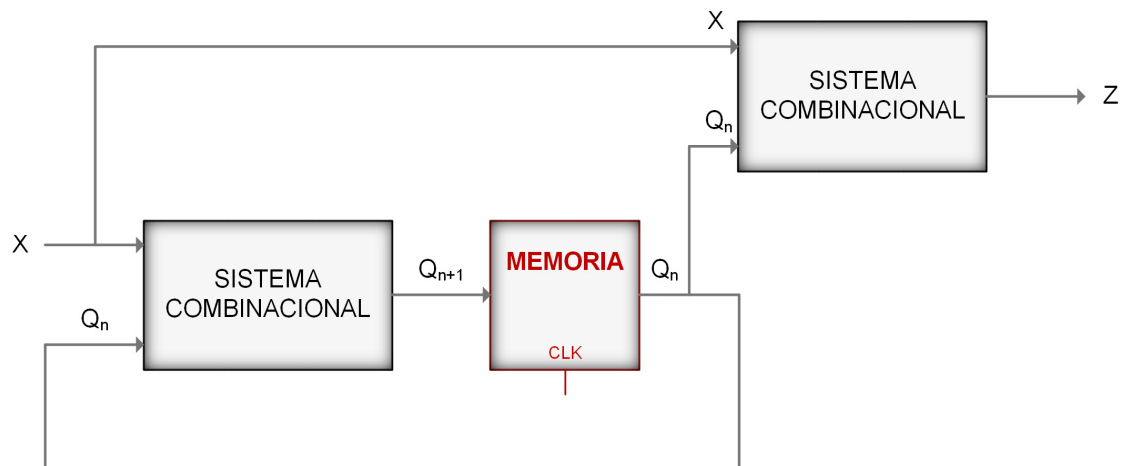 X
SISTEMA
COMBINACIONAL
Z
Qn
X
SISTEMA
COMBINACIONAL
Qn
Qn+1
MEMORIA
CLK
Qn